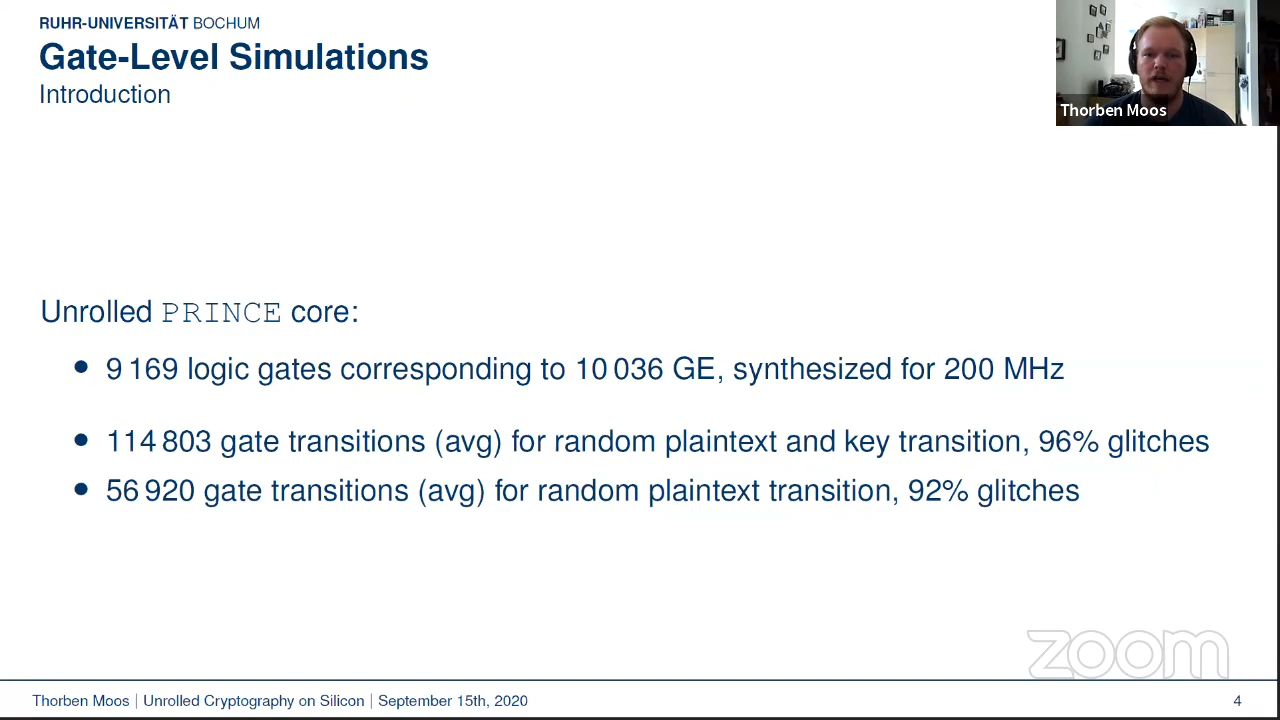 RUHR-UNIVERSITÄT BOCHUM
Gate-Level Simulations
Introduction
Thorben Moos
Unrolled PRINCE core:
• 9 169 logic gates corresponding to 10 036 GE, synthesized for 200 MHz
• 114 803 gate transitions (avg) for random plaintext and key transition, 96% glitches
• 56 920 gate transitions (avg) for random plaintext transition, 92% glitches
zoom
Thorben Moos | Unrolled Cryptography on Silicon | September 15th, 2020 4